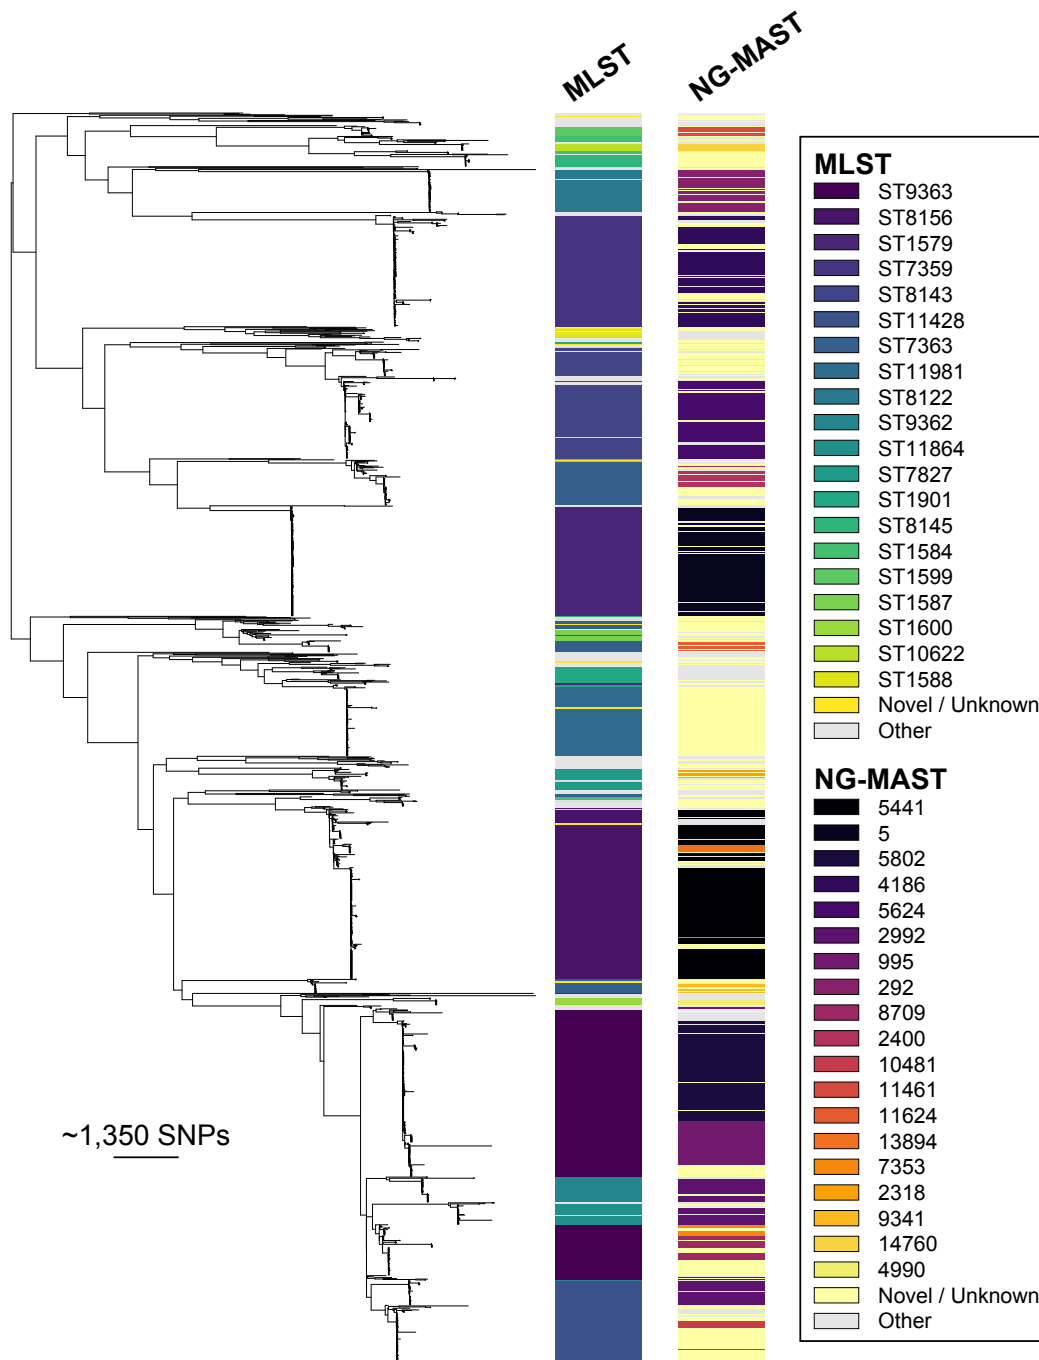 MLST
NG-MAST
MLST
ST9363
ST8156
ST1579
ST7359
ST8143
ST11428
ST7363
ST11981
ST8122
ST9362
ST11864
ST7827
ST1901
ST8145
ST1584
ST1599
ST1587
ST1600
ST10622
ST1588
Novel / Unknown
Other
NG-MAST
5441
5
5802
4186
5624
2992
995
292
8709
2400
10481
11461
11624
13894
7353
2318
9341
14760
4990
Novel / Unknown
Other
~1,350 SNPs